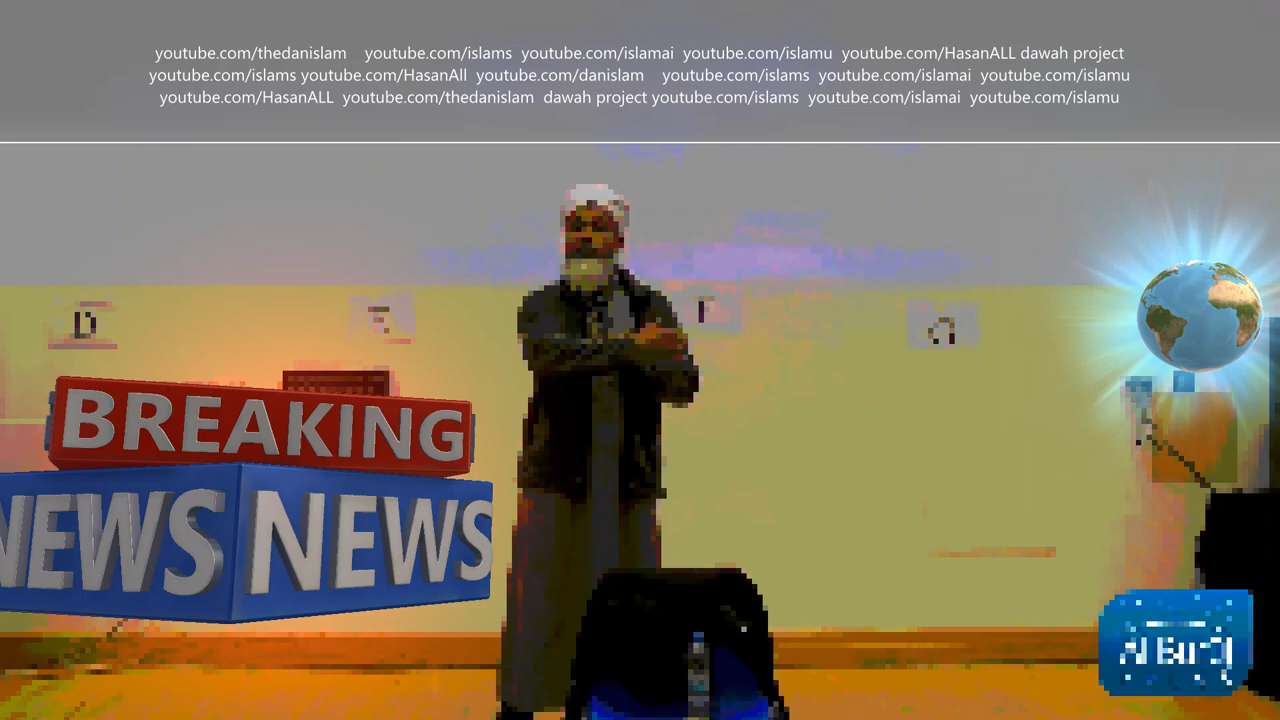 youtube.com/thedanislam youtube.com/islams youtube.com/islamai youtube.com/islamu youtube.com/HasanALL dawah project
youtube.com/islams youtube.com/HasanAll youtube.com/danislam youtube.com/islams youtube.com/islamai youtube.com/islamu
youtube.com/HasanALL youtube.com/thedanislam dawah project youtube.com/islams youtube.com/islamai youtube.com/islamu
D
BREAKING
NEWS NEWS